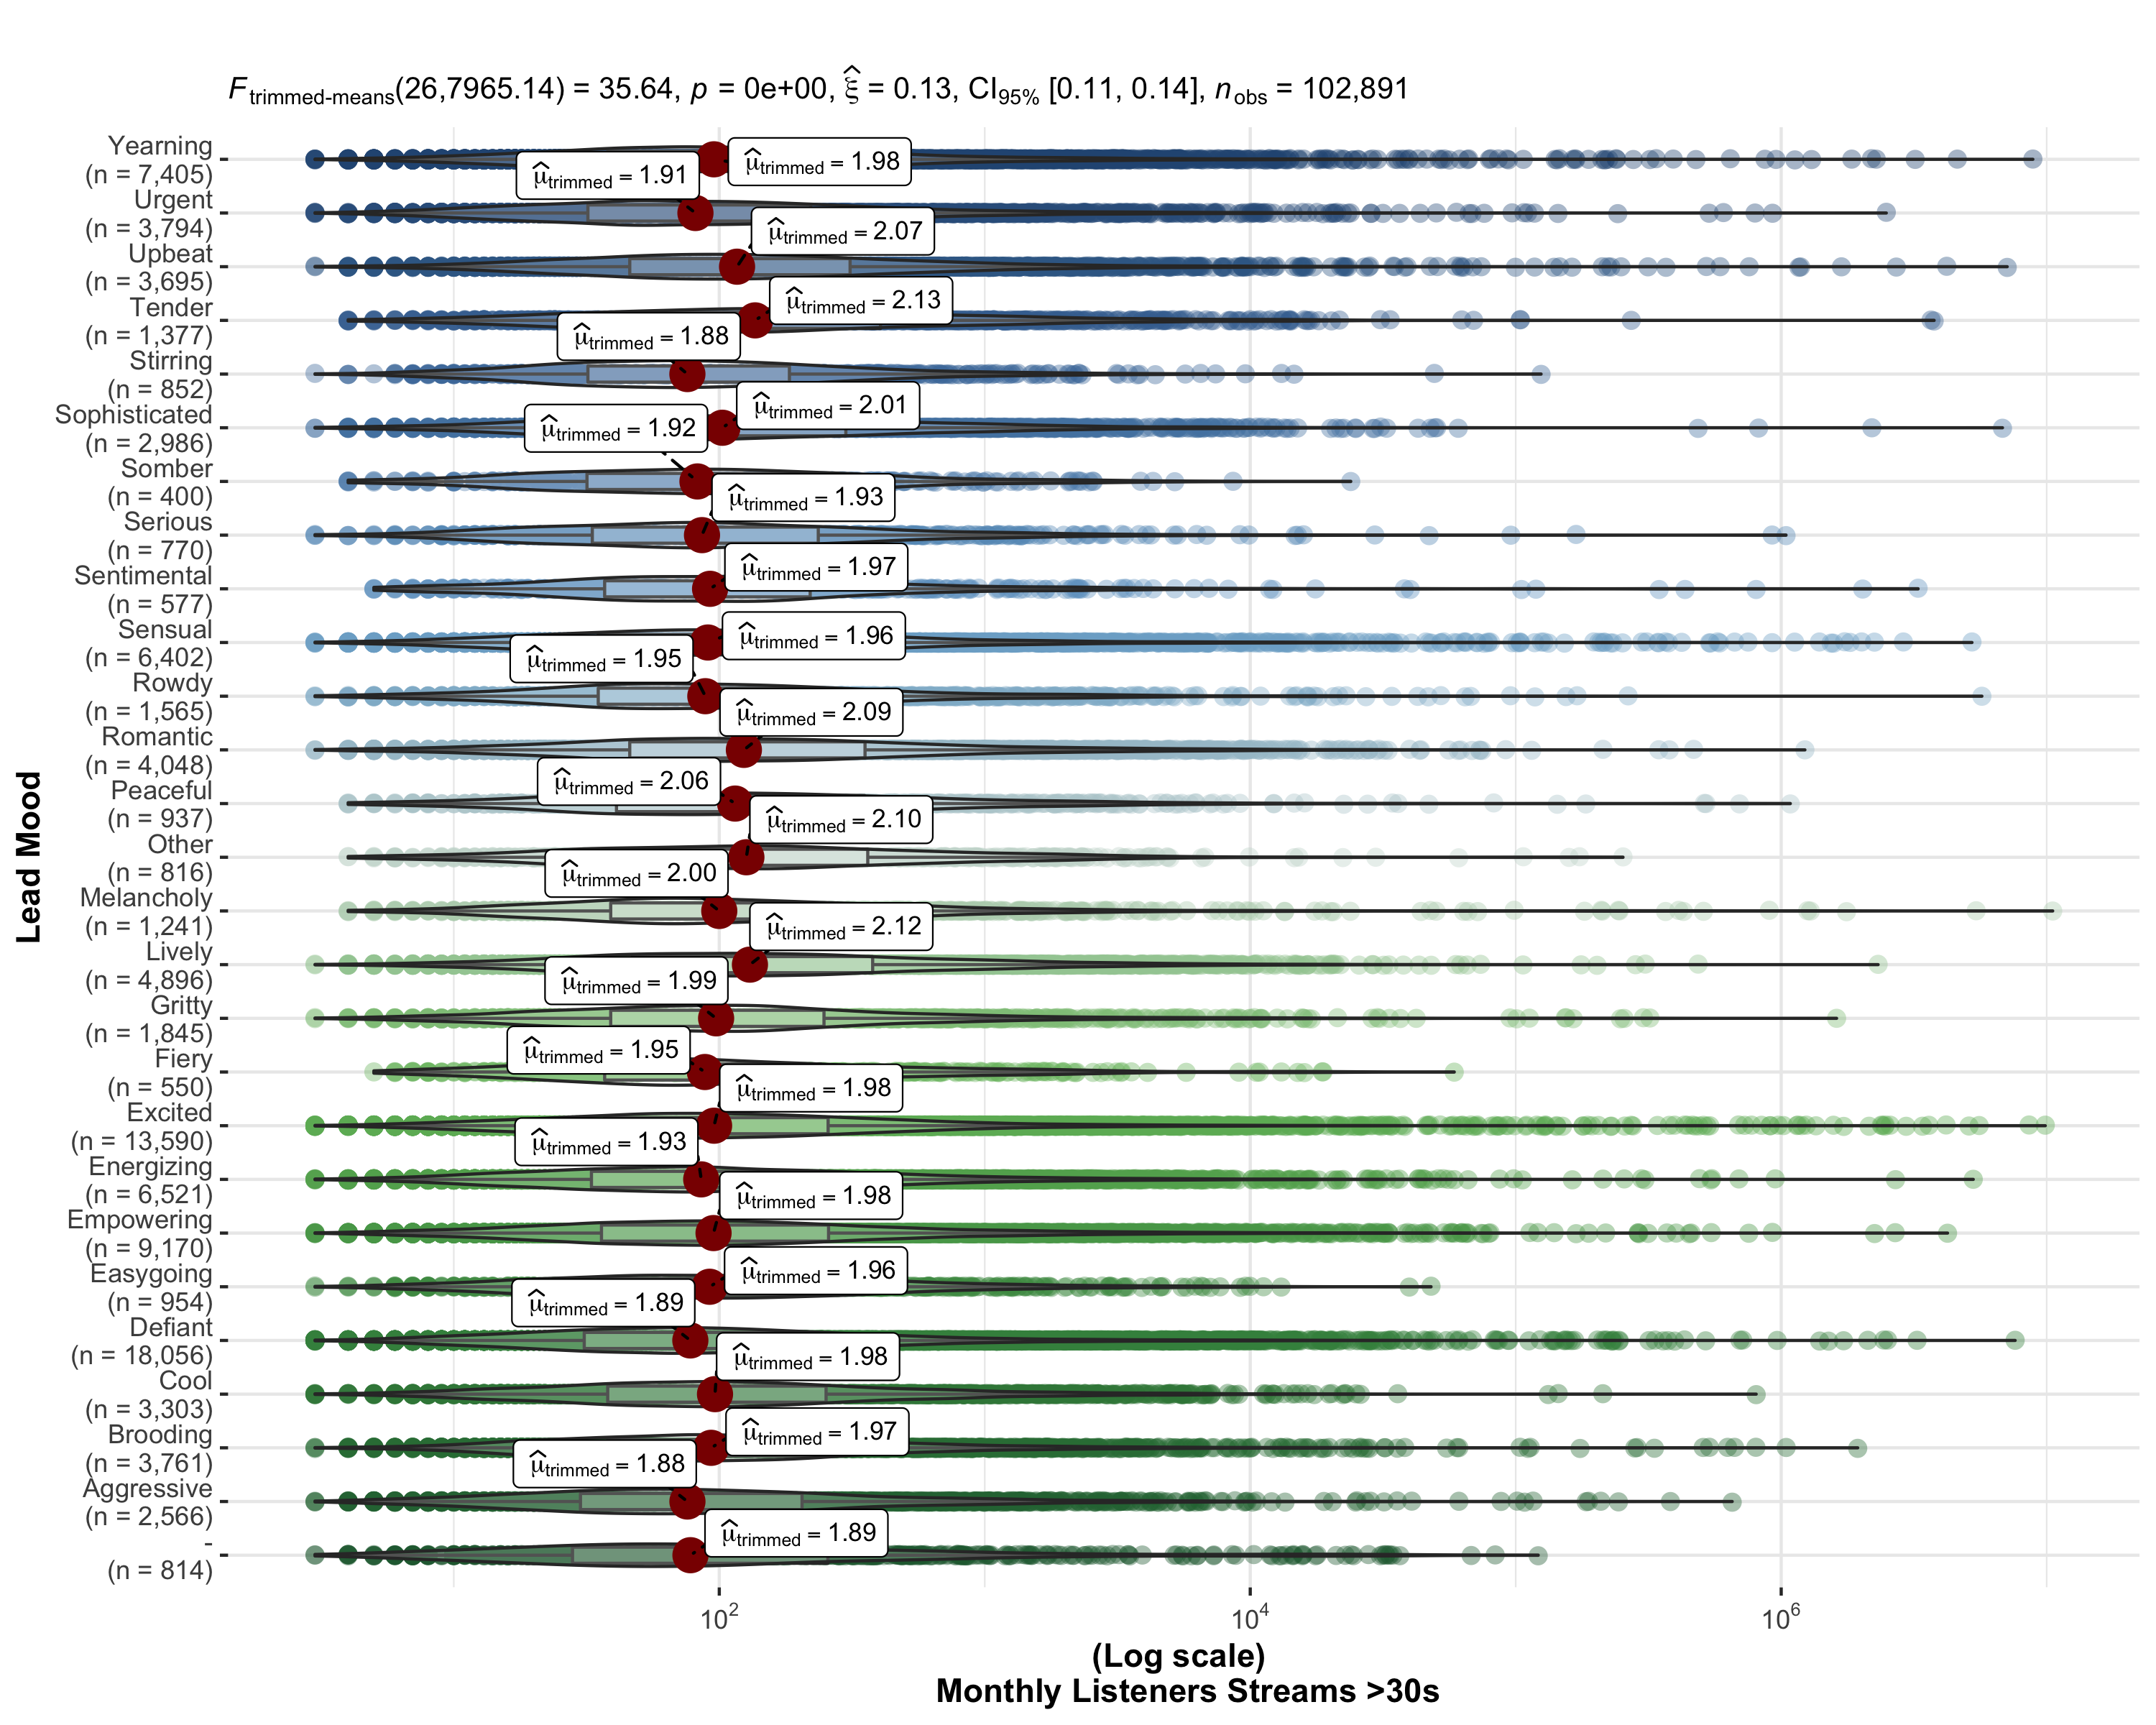 F trimmed-means(26,7965.14) = 35.64, p = 0e+00, ξ̂ = 0.13, CI95% [0.11, 0.14], nobs = 102,891
Lead Mood
Yearning
(n = 7,405)
μ̂trimmed = 1.98
Urgent
(n = 3,794)
μ̂trimmed = 1.91
Upbeat
(n = 3,695)
μ̂trimmed = 2.07
Tender
(n = 1,377)
μ̂trimmed = 2.13
Stirring
(n = 852)
μ̂trimmed = 1.88
Sophisticated
(n = 2,986)
μ̂trimmed = 2.01
Somber
(n = 400)
μ̂trimmed = 1.92
Serious
(n = 770)
μ̂trimmed = 1.93
Sentimental
(n = 577)
μ̂trimmed = 1.97
Sensual
(n = 6,402)
μ̂trimmed = 1.96
Rowdy
(n = 1,565)
μ̂trimmed = 1.95
Romantic
(n = 4,048)
μ̂trimmed = 2.09
Peaceful
(n = 937)
μ̂trimmed = 2.06
Other
(n = 816)
μ̂trimmed = 2.10
Melancholy
(n = 1,241)
μ̂trimmed = 2.00
Lively
(n = 4,896)
μ̂trimmed = 2.12
Gritty
(n = 1,845)
μ̂trimmed = 1.99
Fiery
(n = 550)
μ̂trimmed = 1.95
Excited
(n = 13,590)
μ̂trimmed = 1.98
Energizing
(n = 6,521)
μ̂trimmed = 1.93
Empowering
(n = 9,170)
μ̂trimmed = 1.98
Easygoing
(n = 954)
μ̂trimmed = 1.96
Defiant
(n = 18,056)
μ̂trimmed = 1.89
Cool
(n = 3,303)
μ̂trimmed = 1.98
Brooding
(n = 3,761)
μ̂trimmed = 1.97
Aggressive
(n = 2,566)
μ̂trimmed = 1.88
-
(n = 814)
μ̂trimmed = 1.89
10² 10⁴ 10⁶
(Log scale)
Monthly Listeners Streams >30s